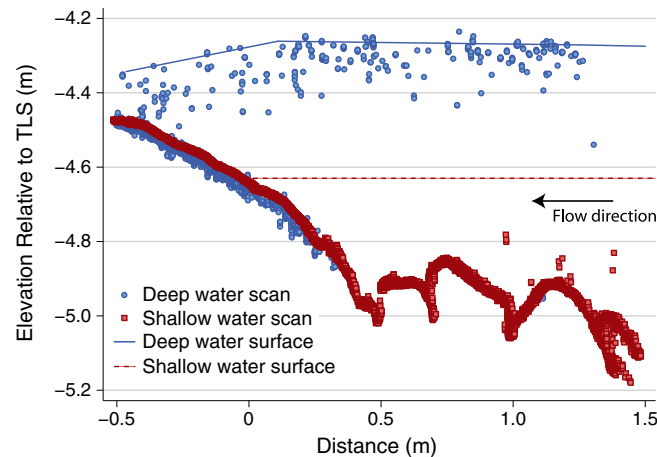 Elevation Relative to TLS (m)
−4.2
−4.4
−4.6
−4.8
−5.0
−5.2
Flow direction
Deep water scan
Shallow water scan
Deep water surface
Shallow water surface
−0.5 0 0.5 1.0 1.5
Distance (m)